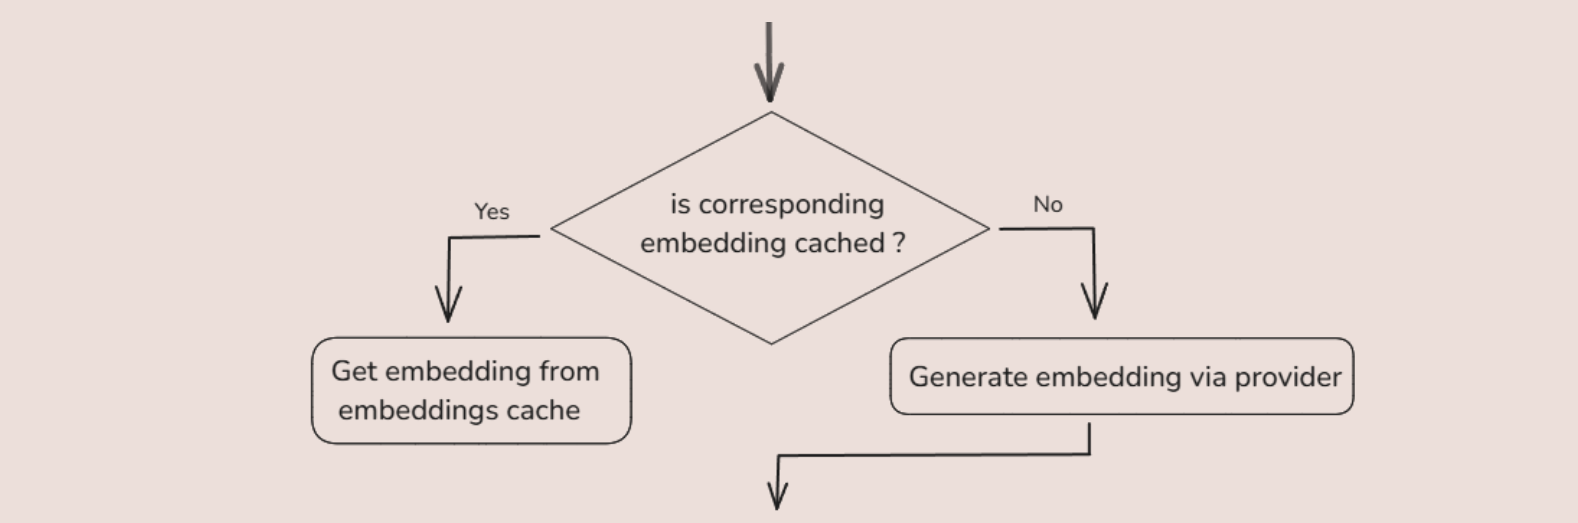 is corresponding
embedding cached ?
Yes
No
Get embedding from
embeddings cache
Generate embedding via provider